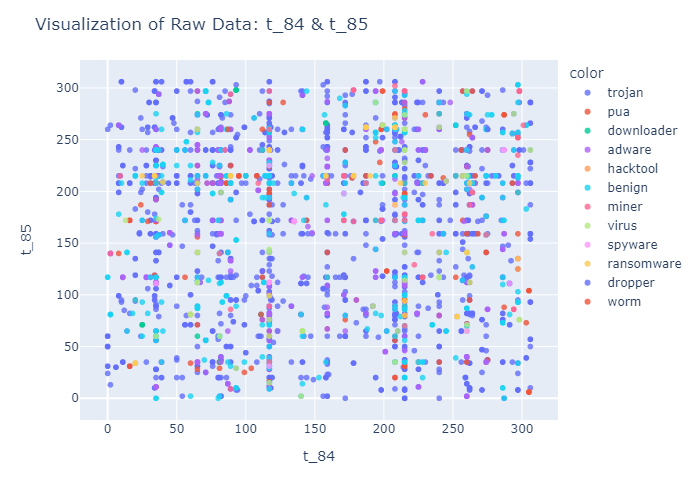 Visualization of Raw Data: t_84 & t_85
color
trojan
pua
downloader
adware
hacktool
benign
miner
virus
spyware
ransomware
dropper
worm
t_85
300
250
200
150
100
50
0
0 50 100 150 200 250 300
t_84